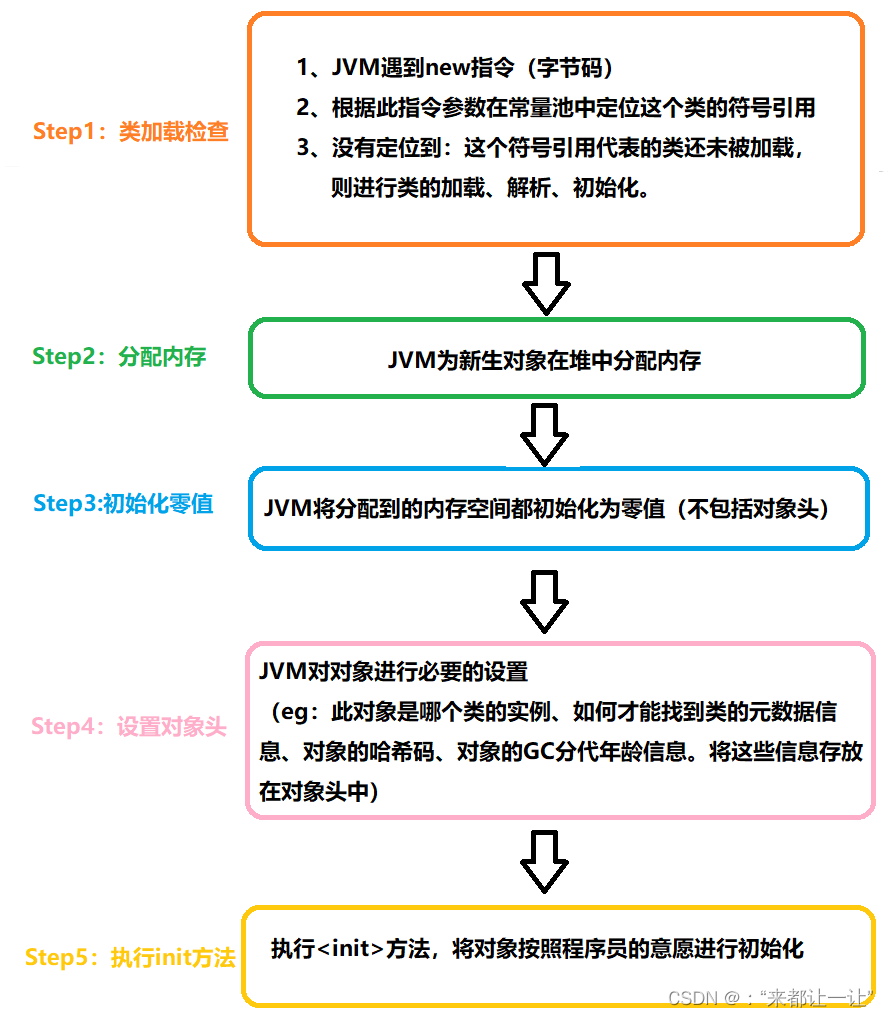 Step1：类加载检查
1、JVM遇到new指令（字节码）
2、根据此指令参数在常量池中定位这个类的符号引用
3、没有定位到：这个符号引用代表的类还未被加载，
则进行类的加载、解析、初始化。
Step2：分配内存
JVM为新生对象在堆中分配内存
Step3:初始化零值
JVM将分配到的内存空间都初始化为零值（不包括对象头）
Step4：设置对象头
JVM对对象进行必要的设置
（eg：此对象是哪个类的实例、如何才能找到类的元数据信
息、对象的哈希码、对象的GC分代年龄信息。将这些信息存放
在对象头中）
Step5：执行init方法
执行<init>方法，将对象按照程序员的意愿进行初始化
CSDN @：“来都让一让”